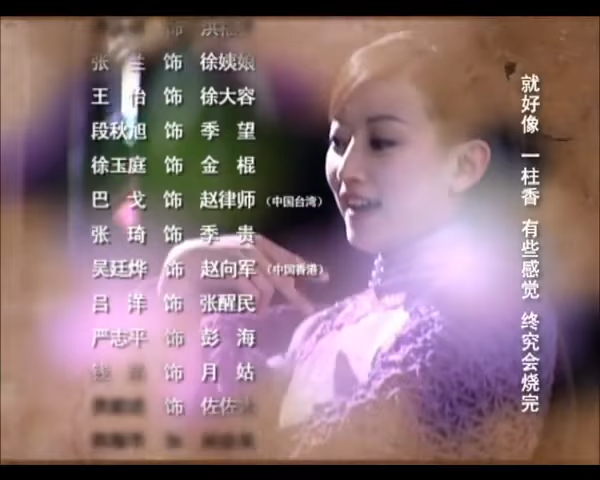 张 兰 饰 徐姨娘
王 怡 饰 徐大容
段秋旭 饰 季 望
徐玉庭 饰 金 棍
巴 戈 饰 赵律师（中国台湾）
张 琦 饰 季 贵
吴廷烨 饰 赵向军（中国香港）
吕 洋 饰 张醒民
严志平 饰 彭 海
饰 月 姑
饰 佐佐木
就好像 一柱香 有些感觉 终究会烧完